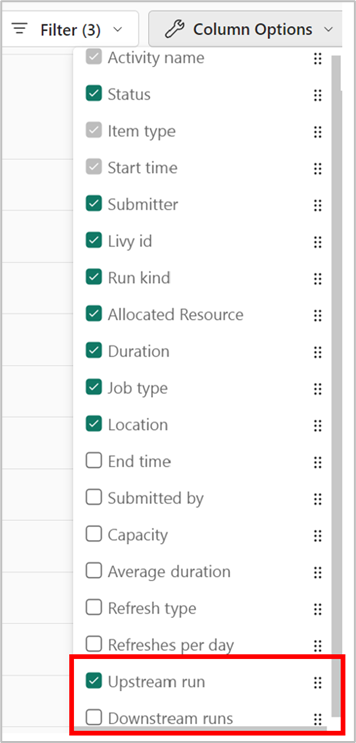 Filter (3)
Column Options
Activity name
Status
Item type
Start time
Submitter
Livy id
Run kind
Allocated Resource
Duration
Job type
Location
End time
Submitted by
Capacity
Average duration
Refresh type
Refreshes per day
Upstream run
Downstream runs